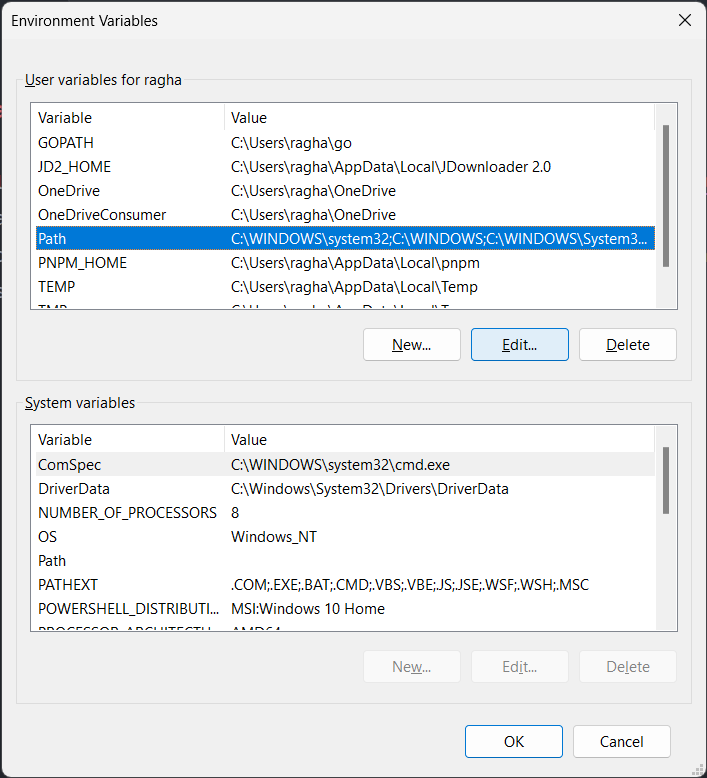 Environment Variables
User variables for ragha
Variable Value
GOPATH C:\Users\ragha\go
JD2_HOME C:\Users\ragha\AppData\Local\JDownloader 2.0
OneDrive C:\Users\ragha\OneDrive
OneDriveConsumer C:\Users\ragha\OneDrive
Path C:\WINDOWS\system32;C:\WINDOWS;C:\WINDOWS\System3...
PNPM_HOME C:\Users\ragha\AppData\Local\pnpm
TEMP C:\Users\ragha\AppData\Local\Temp
New... Edit... Delete
System variables
Variable Value
ComSpec C:\WINDOWS\system32\cmd.exe
DriverData C:\Windows\System32\Drivers\DriverData
NUMBER_OF_PROCESSORS 8
OS Windows_NT
Path
PATHEXT .COM;.EXE;.BAT;.CMD;.VBS;.VBE;.JS;.JSE;.WSF;.WSH;.MSC
POWERSHELL_DISTRIBUTI... MSI:Windows 10 Home
New... Edit... Delete
OK Cancel